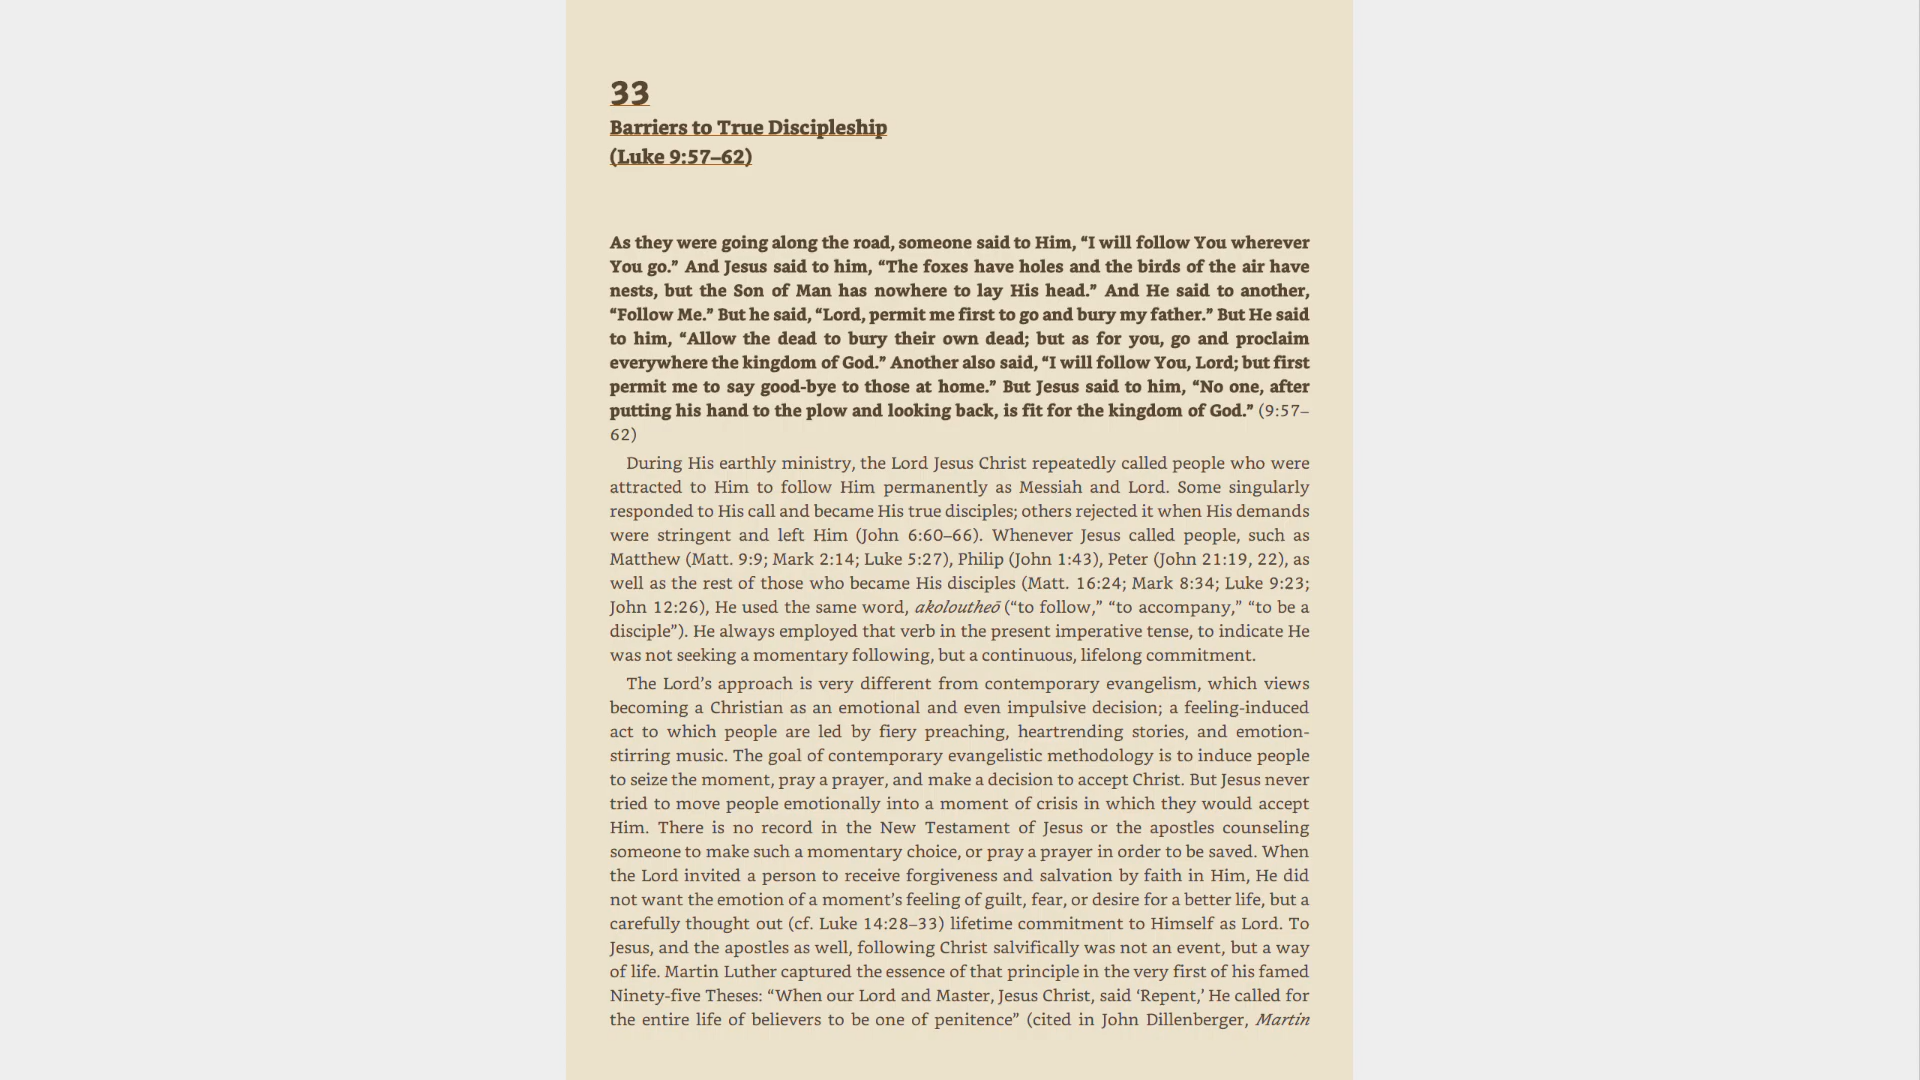 33
Barriers to True Discipleship
(Luke 9:57–62)
As they were going along the road, someone said to Him, “I will follow You wherever
You go.” And Jesus said to him, “The foxes have holes and the birds of the air have
nests, but the Son of Man has nowhere to lay His head.” And He said to another,
“Follow Me.” But he said, “Lord, permit me first to go and bury my father.” But He said
to him, “Allow the dead to bury their own dead; but as for you, go and proclaim
everywhere the kingdom of God.” Another also said, “I will follow You, Lord; but first
permit me to say good-bye to those at home.” But Jesus said to him, “No one, after
putting his hand to the plow and looking back, is fit for the kingdom of God.” (9:57–
62)
During His earthly ministry, the Lord Jesus Christ repeatedly called people who were
attracted to Him to follow Him permanently as Messiah and Lord. Some singularly
responded to His call and became His true disciples; others rejected it when His demands
were stringent and left Him (John 6:60–66). Whenever Jesus called people, such as
Matthew (Matt. 9:9; Mark 2:14; Luke 5:27), Philip (John 1:43), Peter (John 21:19, 22), as
well as the rest of those who became His disciples (Matt. 16:24; Mark 8:34; Luke 9:23;
John 12:26), He used the same word, akoloutheō (“to follow,” “to accompany,” “to be a
disciple”). He always employed that verb in the present imperative tense, to indicate He
was not seeking a momentary following, but a continuous, lifelong commitment.
The Lord’s approach is very different from contemporary evangelism, which views
becoming a Christian as an emotional and even impulsive decision; a feeling-induced
act to which people are led by fiery preaching, heartrending stories, and emotion-
stirring music. The goal of contemporary evangelistic methodology is to induce people
to seize the moment, pray a prayer, and make a decision to accept Christ. But Jesus never
tried to move people emotionally into a moment of crisis in which they would accept
Him. There is no record in the New Testament of Jesus or the apostles counseling
someone to make such a momentary choice, or pray a prayer in order to be saved. When
the Lord invited a person to receive forgiveness and salvation by faith in Him, He did
not want the emotion of a moment’s feeling of guilt, fear, or desire for a better life, but a
carefully thought out (cf. Luke 14:28–33) lifetime commitment to Himself as Lord. To
Jesus, and the apostles as well, following Christ salvifically was not an event, but a way
of life. Martin Luther captured the essence of that principle in the very first of his famed
Ninety-five Theses: “When our Lord and Master, Jesus Christ, said ‘Repent,’ He called for
the entire life of believers to be one of penitence” (cited in John Dillenberger, Martin